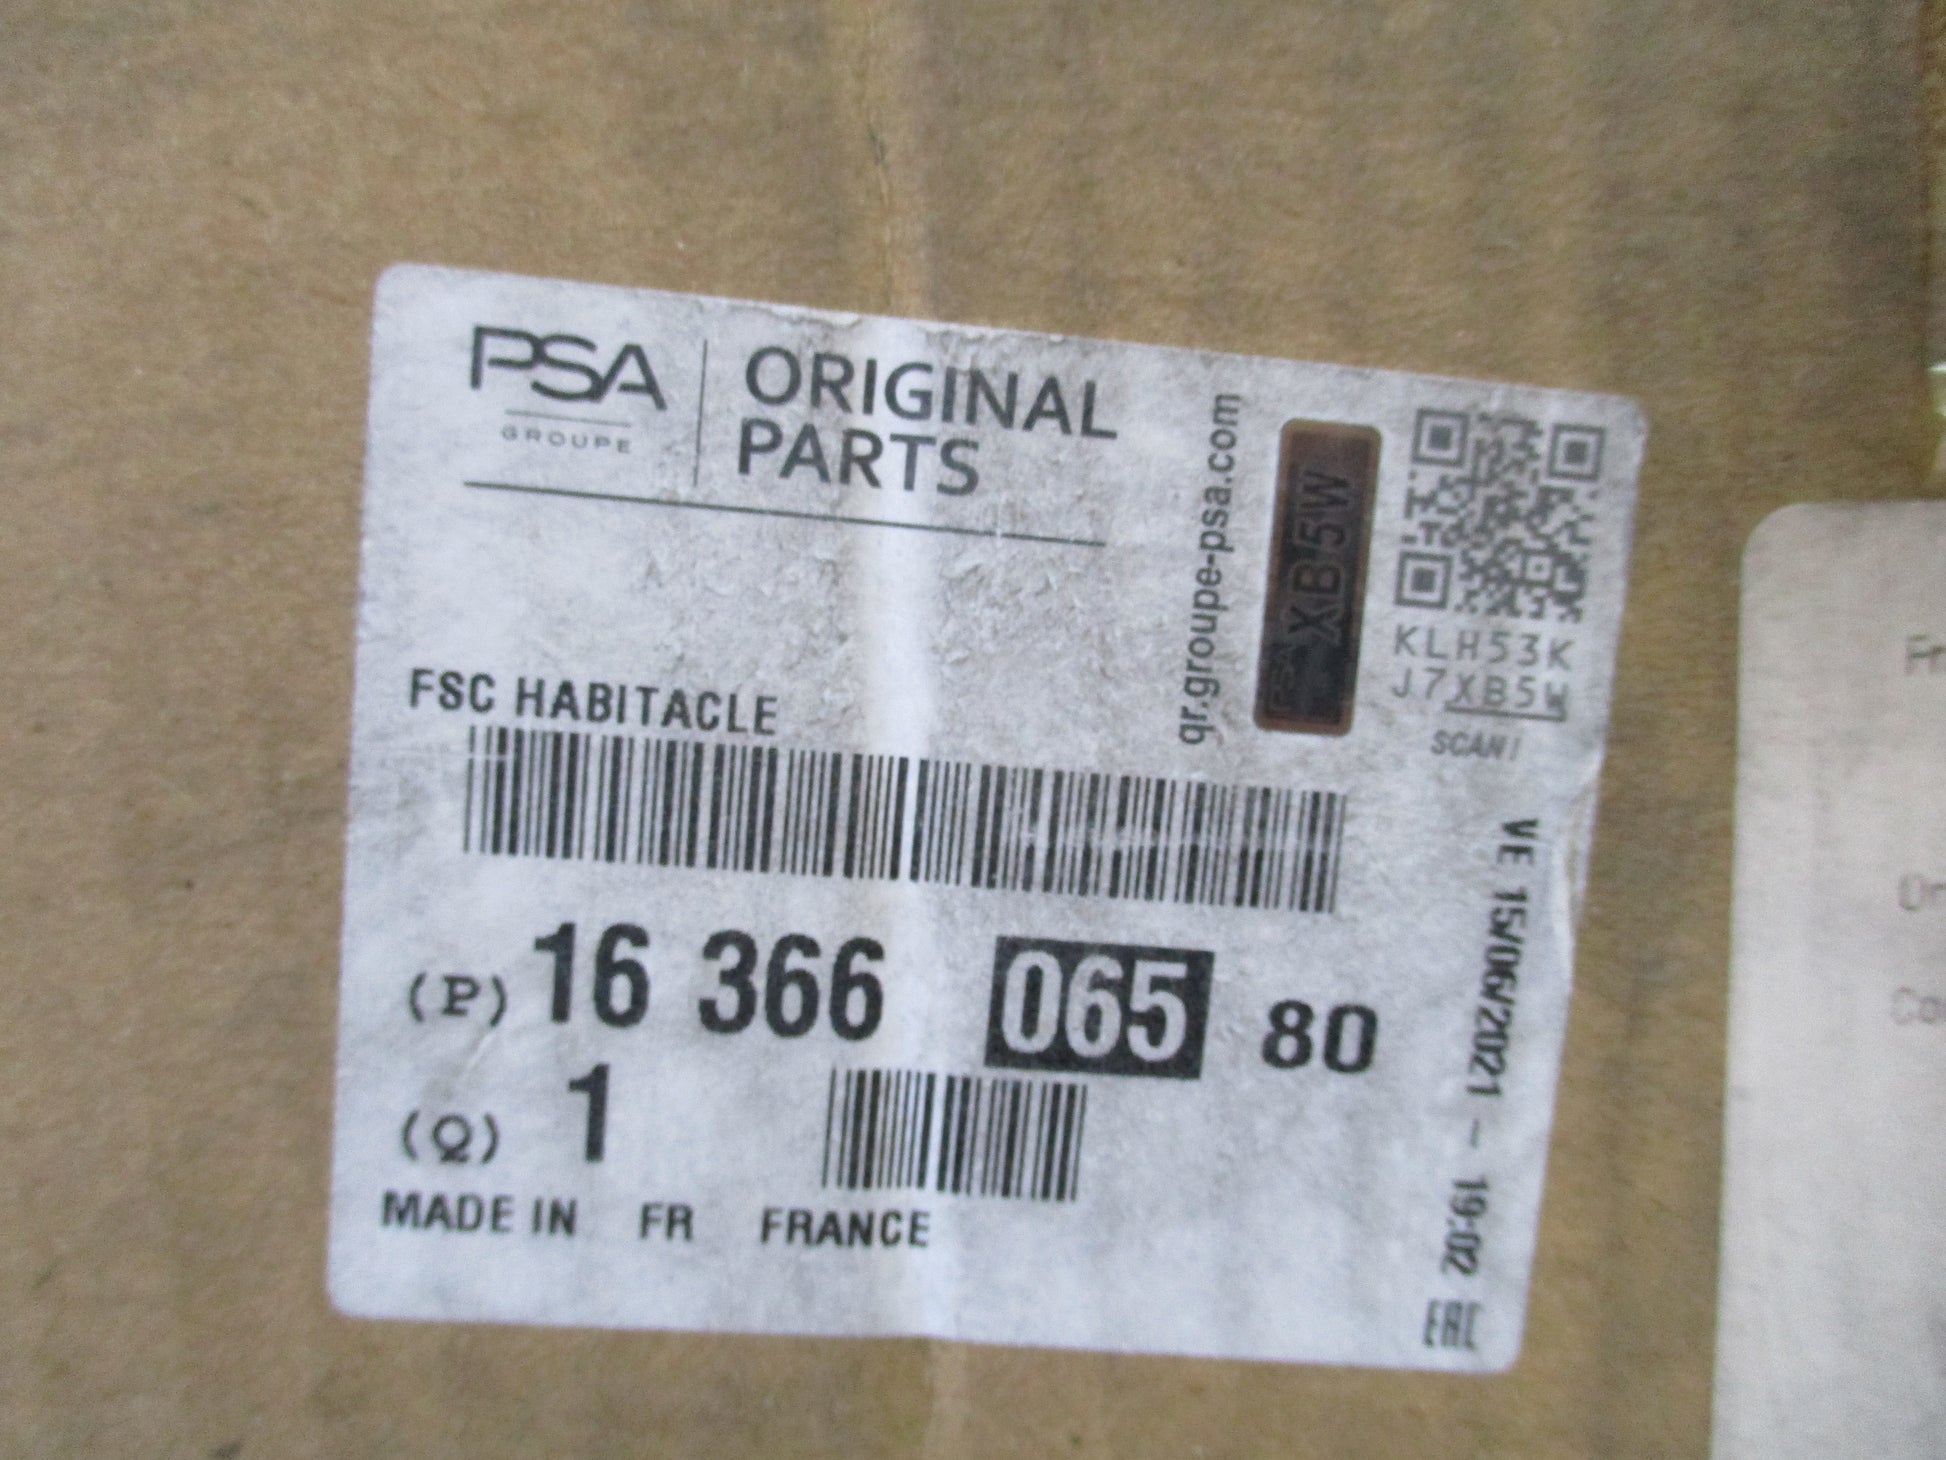 PSA
GROUPE
ORIGINAL
PARTS
qr.groupe-psa.com
PSA XB5W
KLH53K
J7XB5W
SCAN!
FSC HABITACLE
(P) 16 366 065 80
(Q) 1
MADE IN FR FRANCE
VE 15/06/2021 - 19:02
EAC